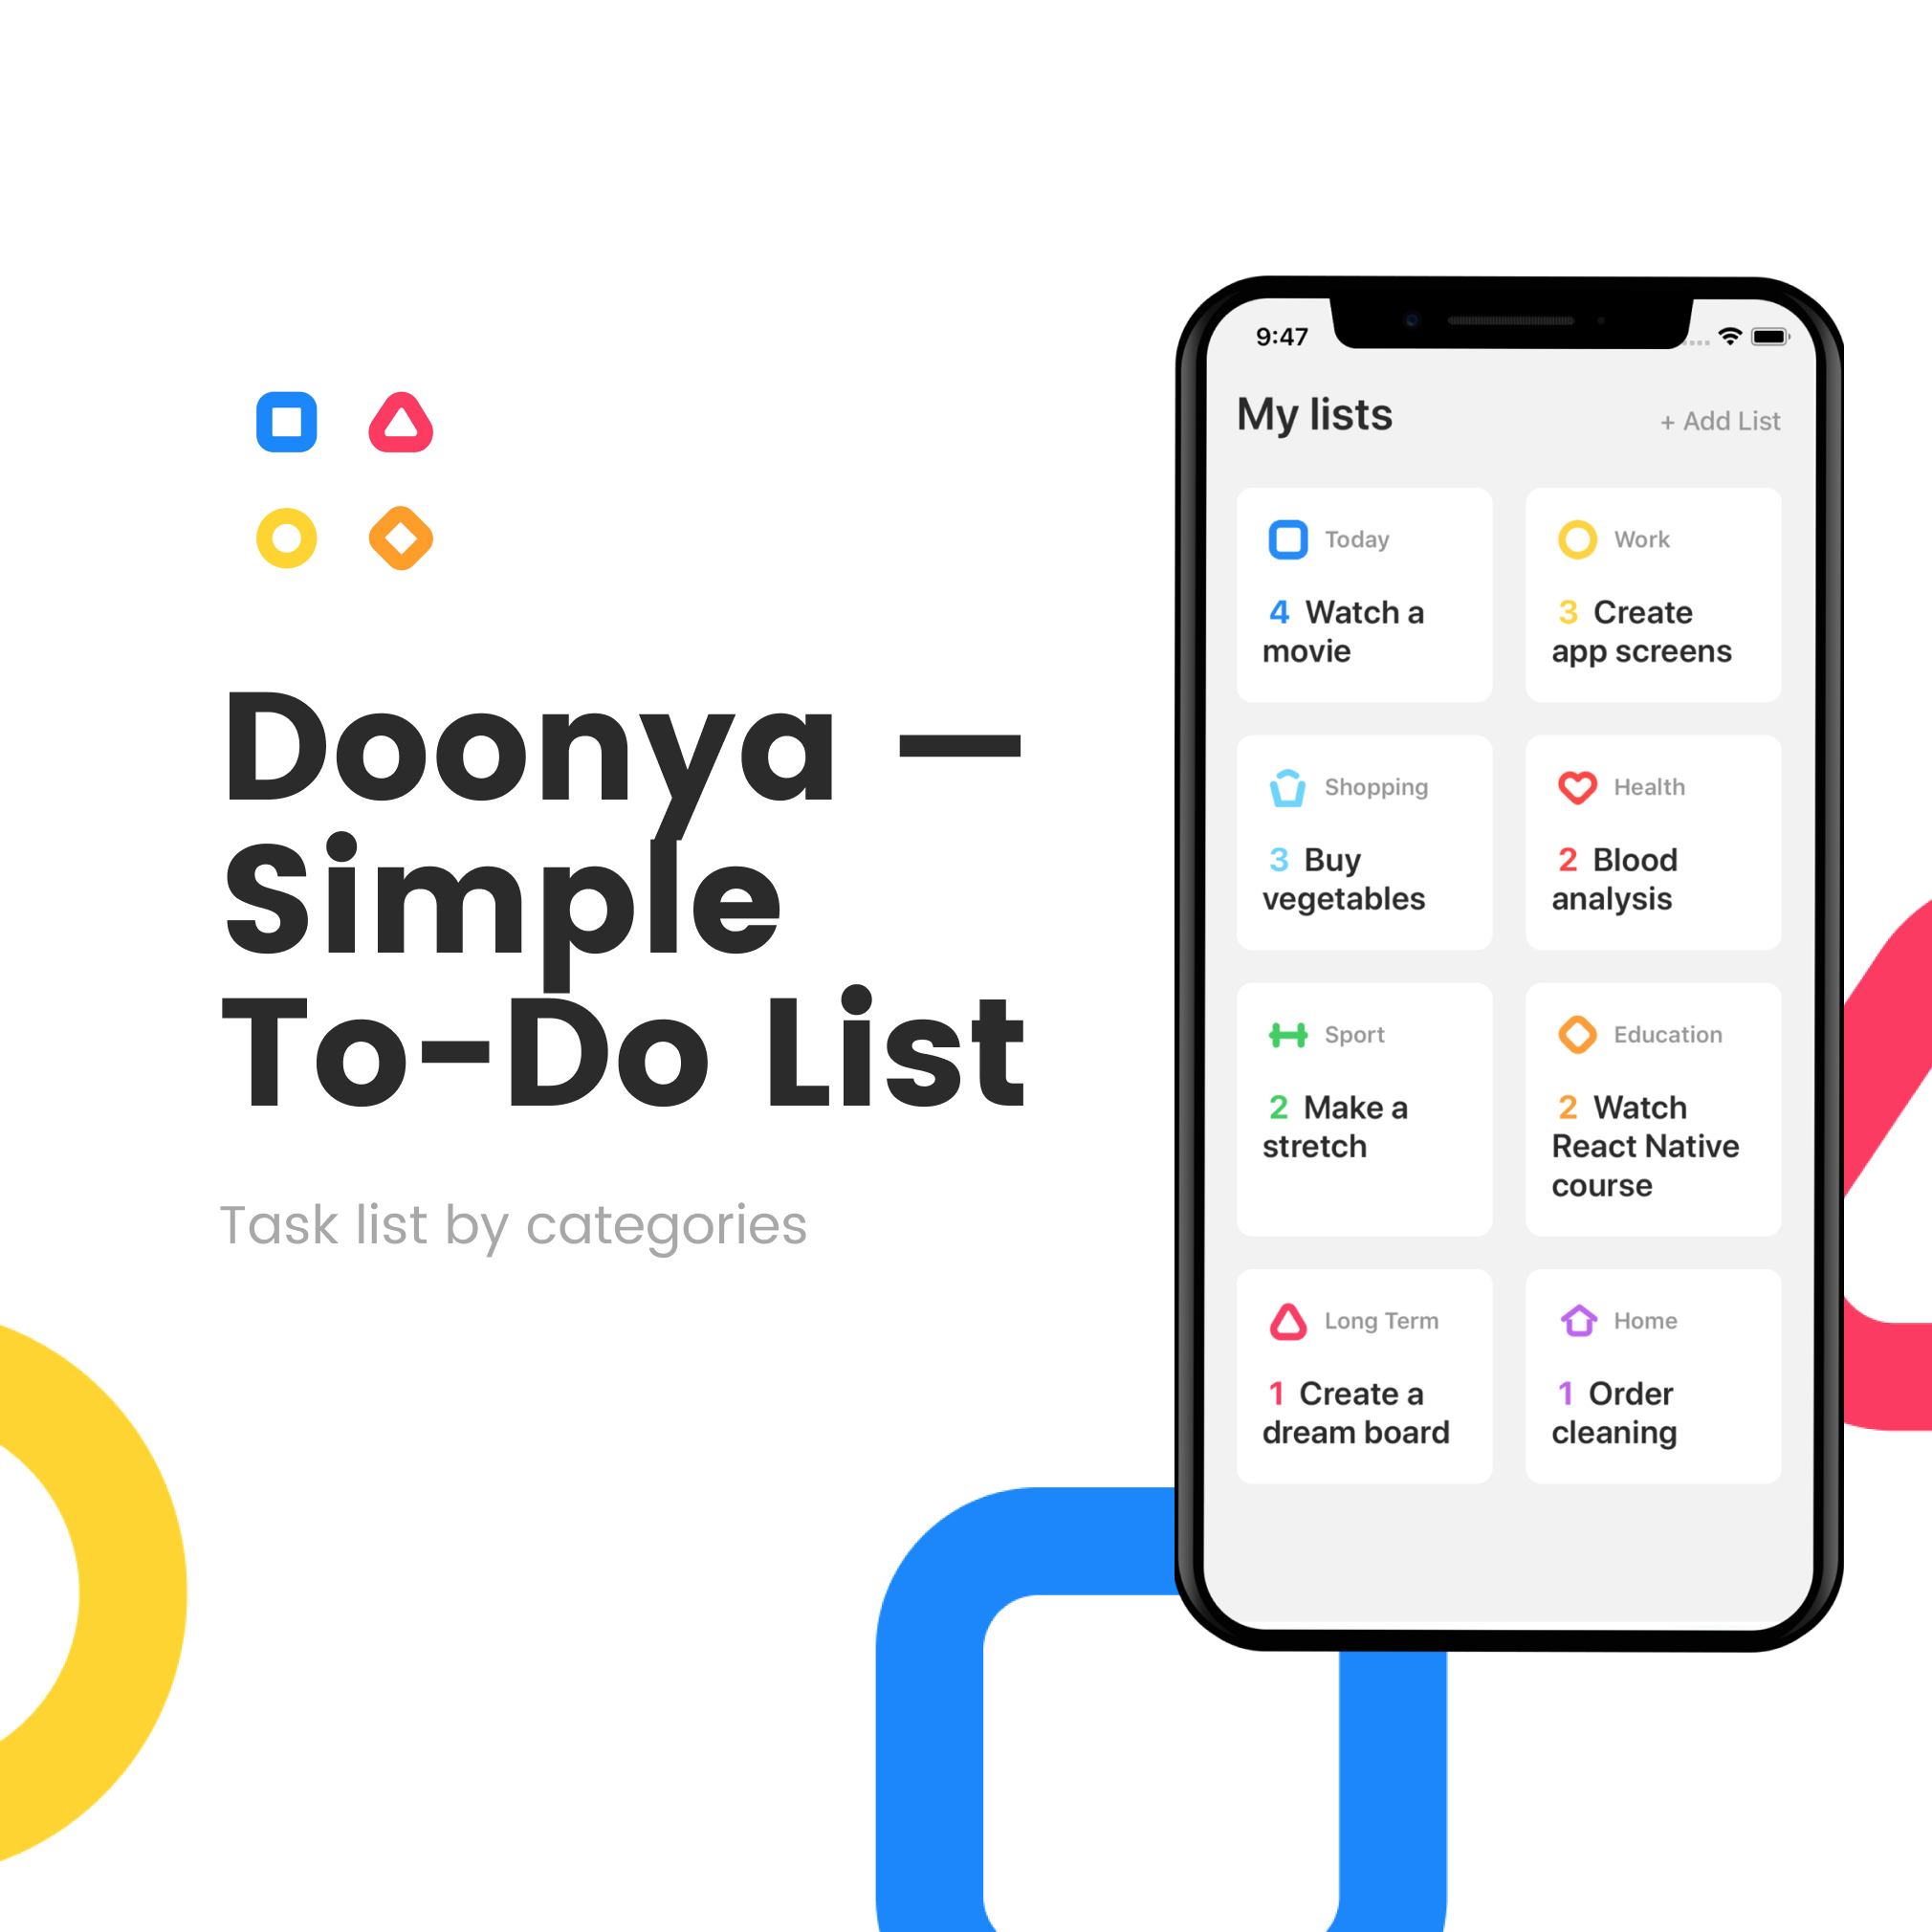 Doonya —
Simple
To-Do List
Task list by categories
9:47
My lists
+ Add List
Today
4 Watch a
movie
Work
3 Create
app screens
Shopping
3 Buy
vegetables
Health
2 Blood
analysis
Sport
2 Make a
stretch
Education
2 Watch
React Native
course
Long Term
1 Create a
dream board
Home
1 Order
cleaning